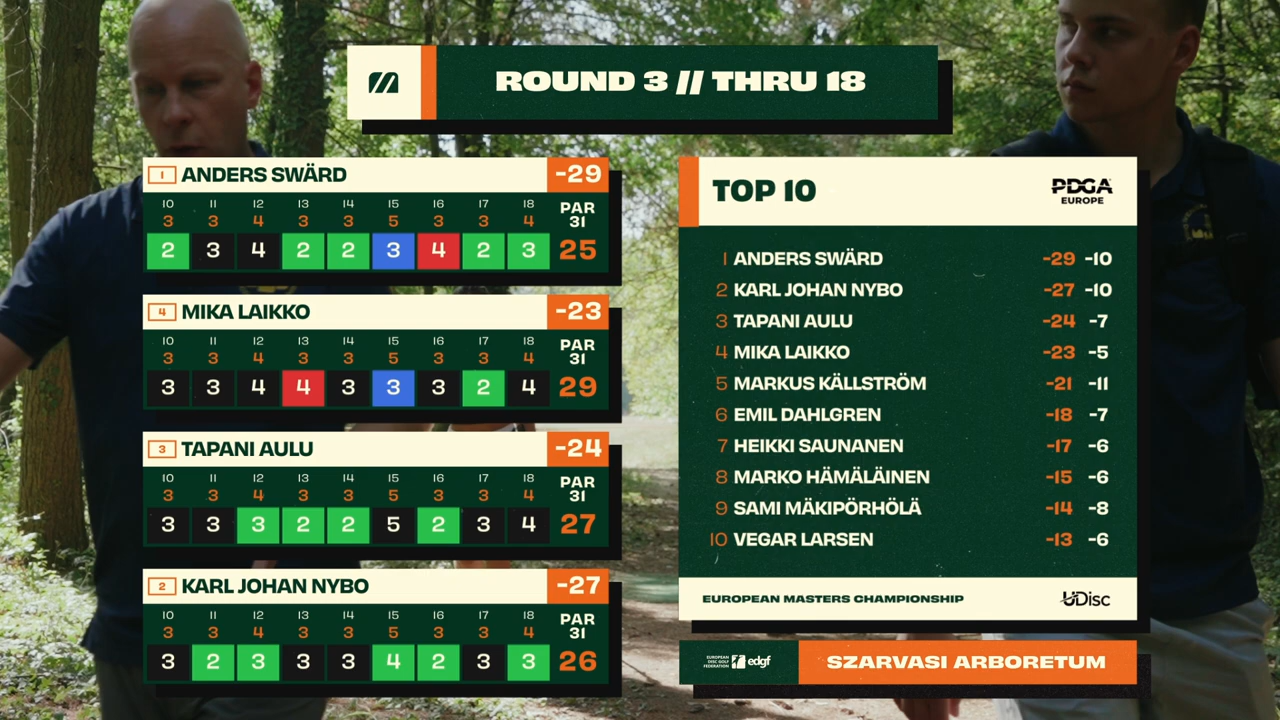 ROUND 3 // THRU 18
1 ANDERS SWÄRD -29
10 11 12 13 14 15 16 17 18 PAR
3 3 4 3 3 5 3 3 4 31
2 3 4 2 2 3 4 2 3 25
4 MIKA LAIKKO -23
10 11 12 13 14 15 16 17 18 PAR
3 3 4 3 3 5 3 3 4 31
3 3 4 4 3 3 3 2 4 29
3 TAPANI AULU -24
10 11 12 13 14 15 16 17 18 PAR
3 3 4 3 3 5 3 3 4 31
3 3 3 2 2 5 2 3 4 27
2 KARL JOHAN NYBO -27
10 11 12 13 14 15 16 17 18 PAR
3 3 4 3 3 5 3 3 4 31
3 2 3 3 3 4 2 3 3 26
TOP 10
PDGA
EUROPE
1 ANDERS SWÄRD -29 -10
2 KARL JOHAN NYBO -27 -10
3 TAPANI AULU -24 -7
4 MIKA LAIKKO -23 -5
5 MARKUS KÄLLSTRÖM -21 -11
6 EMIL DAHLGREN -18 -7
7 HEIKKI SAUNANEN -17 -6
8 MARKO HÄMÄLÄINEN -15 -6
9 SAMI MÄKIPÖRHÖLÄ -14 -8
10 VEGAR LARSEN -13 -6
EUROPEAN MASTERS CHAMPIONSHIP UDisc
EUROPEAN
DISC GOLF
FEDERATION
edgf
SZARVASI ARBORETUM